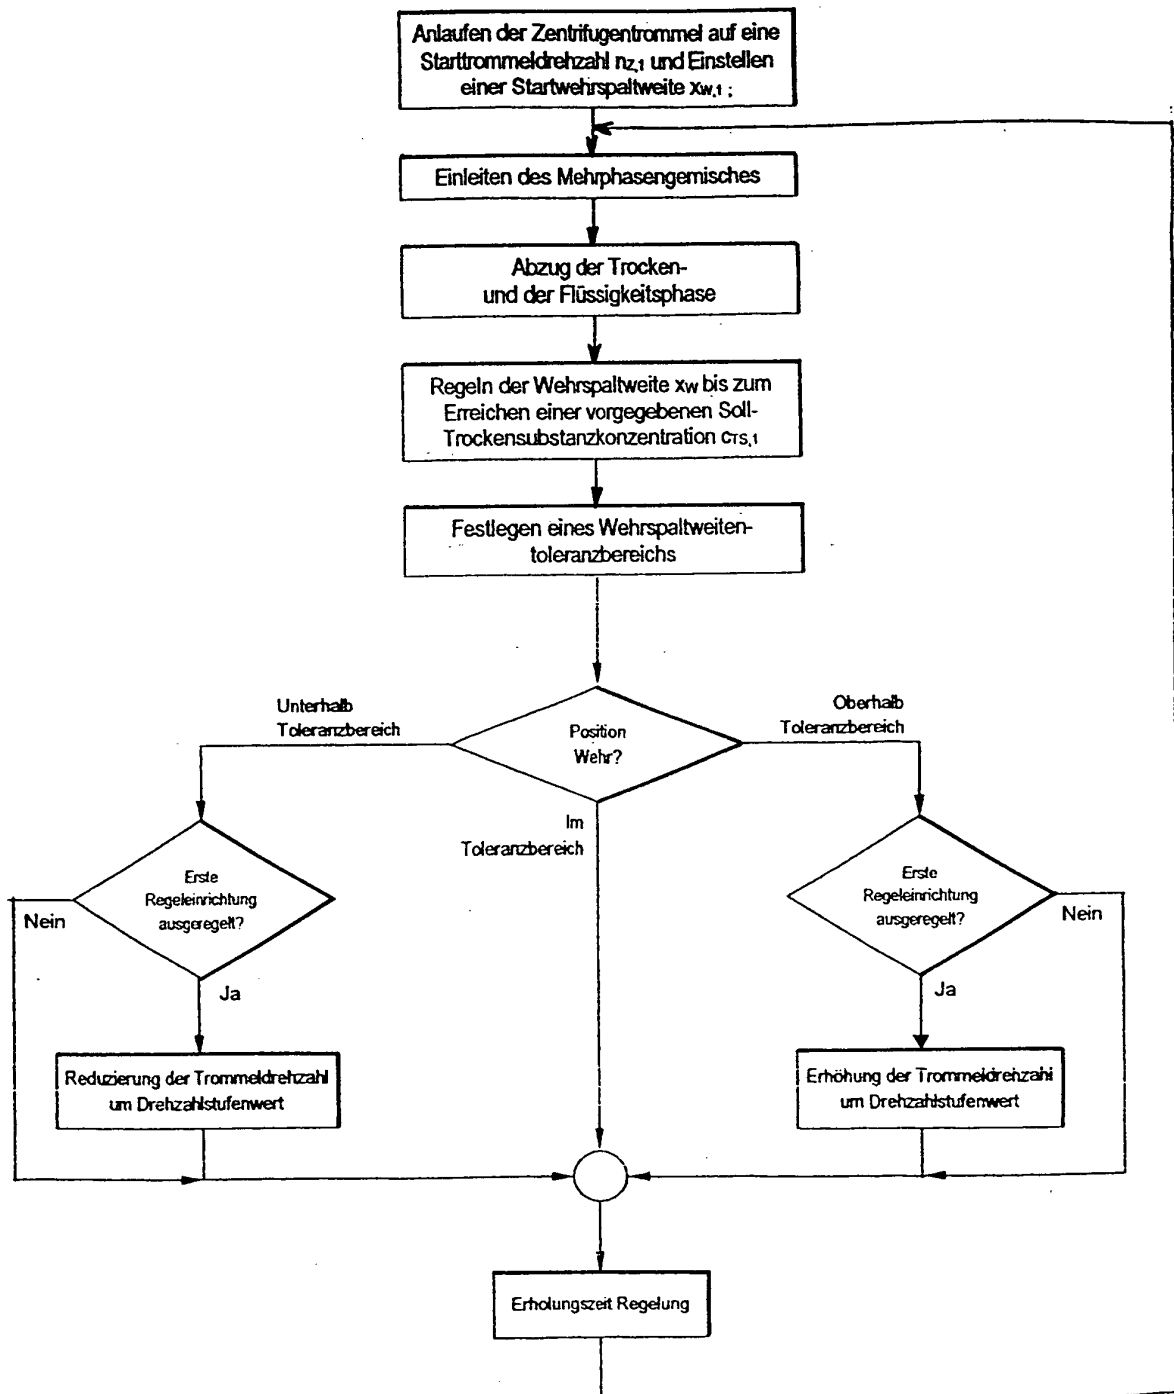 Anlaufen der Zentrifugentrommel auf eine
Starttrommeldrehzahl nZ,1 und Einstellen
einer Startwehrspaltweite xW,1 ;
Einleiten des Mehrphasengemisches
Abzug der Trocken-
und der Flüssigkeitsphase
Regeln der Wehrspaltweite xW bis zum
Erreichen einer vorgegebenen Soll-
Trockensubstanzkonzentration cTS,1
Festlegen eines Wehrspaltweiten-
toleranzbereichs
Unterhalb
Toleranzbereich
Position
Wehr?
Oberhalb
Toleranzbereich
Im
Toleranzbereich
Erste
Regeleinrichtung
ausgeregelt?
Nein
Ja
Erste
Regeleinrichtung
ausgeregelt?
Nein
Ja
Reduzierung der Trommeldrehzahl
um Drehzahlstufenwert
Erhöhung der Trommeldrehzahl
um Drehzahlstufenwert
Erholungszeit Regelung